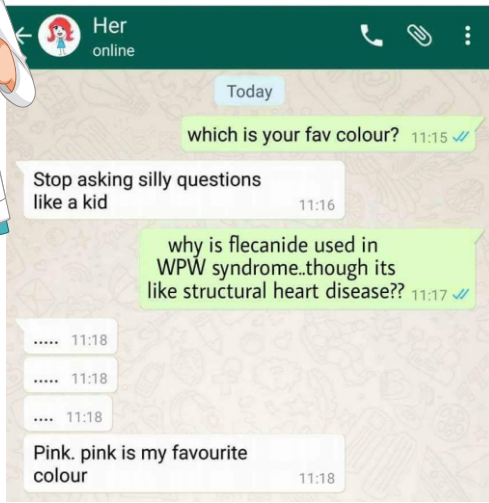 Her
online
Today
which is your fav colour? 11:15
Stop asking silly questions
like a kid 11:16
why is flecanide used in
WPW syndrome..though its
like structural heart disease?? 11:17
..... 11:18
..... 11:18
.... 11:18
Pink. pink is my favourite
colour 11:18